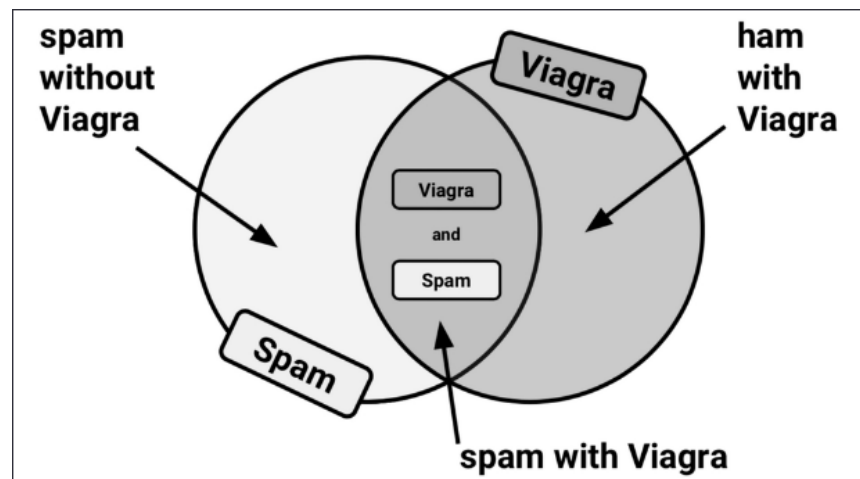 spam
without
Viagra
Viagra
ham
with
Viagra
Viagra
and
Spam
Spam
spam with Viagra